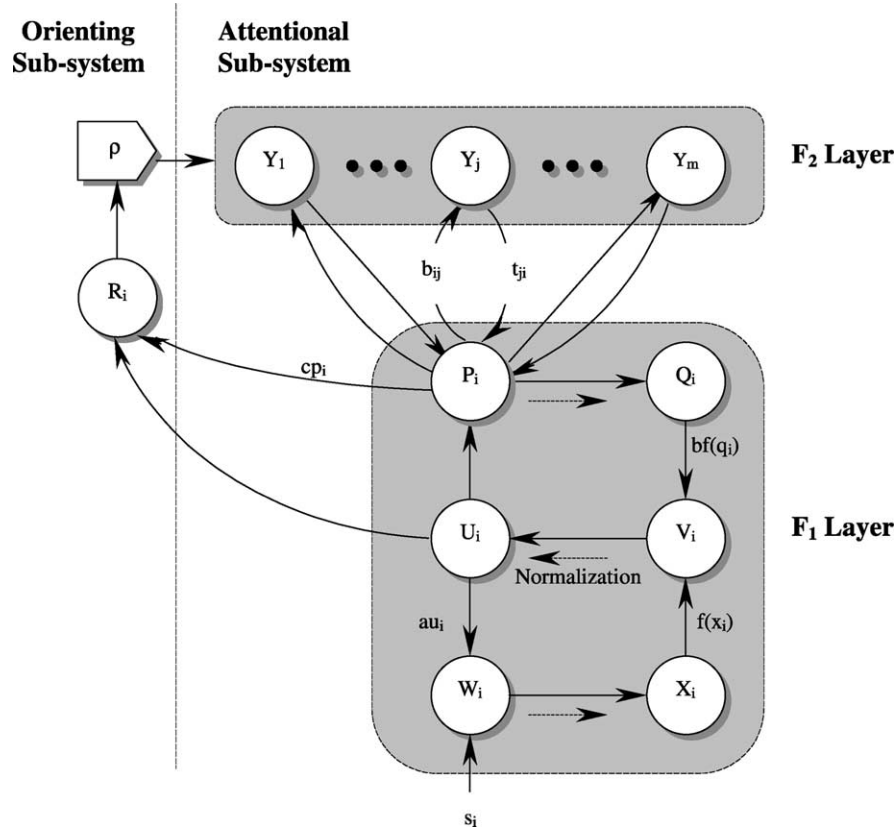 Orienting
Sub-system
Attentional
Sub-system
ρ
Y₁
Yⱼ
Yₘ
F₂ Layer
Rᵢ
bᵢⱼ
tⱼᵢ
cpᵢ
Pᵢ
Qᵢ
bf(qᵢ)
Uᵢ
Vᵢ
F₁ Layer
Normalization
auᵢ
f(xᵢ)
Wᵢ
Xᵢ
sᵢ